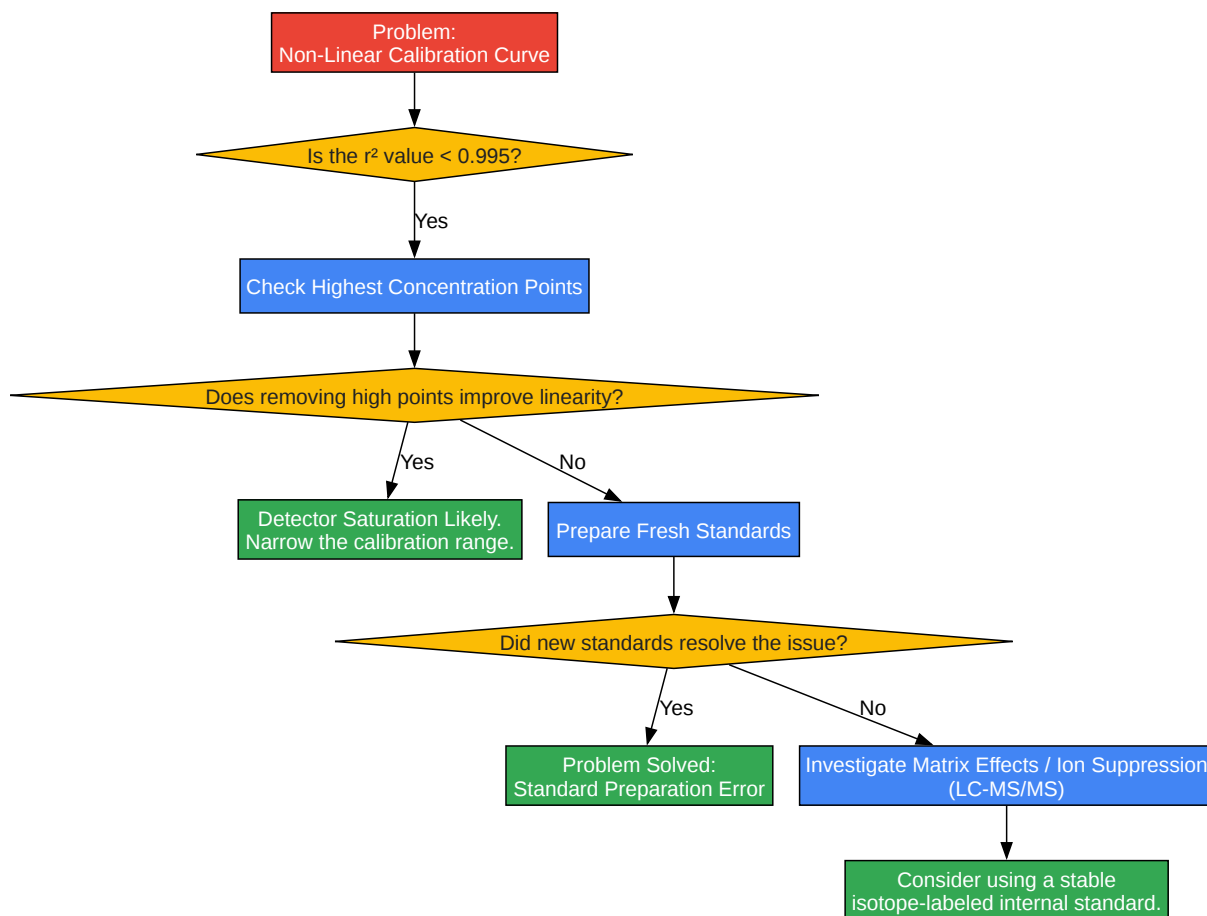 Problem:
Non-Linear Calibration Curve
Is the r² value < 0.995?
Yes
Check Highest Concentration Points
Does removing high points improve linearity?
Yes
No
Detector Saturation Likely.
Narrow the calibration range.
Prepare Fresh Standards
Did new standards resolve the issue?
Yes
No
Problem Solved:
Standard Preparation Error
Investigate Matrix Effects / Ion Suppression
(LC-MS/MS)
Consider using a stable
isotope-labeled internal standard.